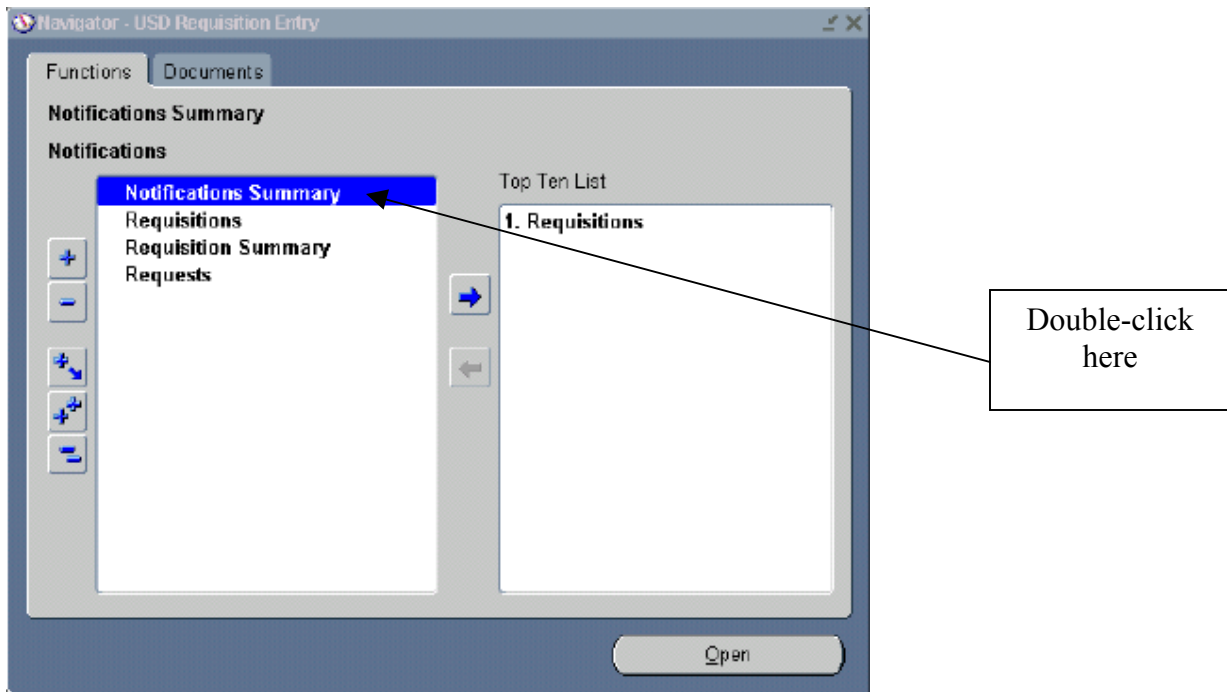 Navigator - USD Requisition Entry
Functions
Documents
Notifications Summary
Notifications
Notifications Summary
Requisitions
Requisition Summary
Requests
Top Ten List
1. Requisitions
Double-click
here
Open